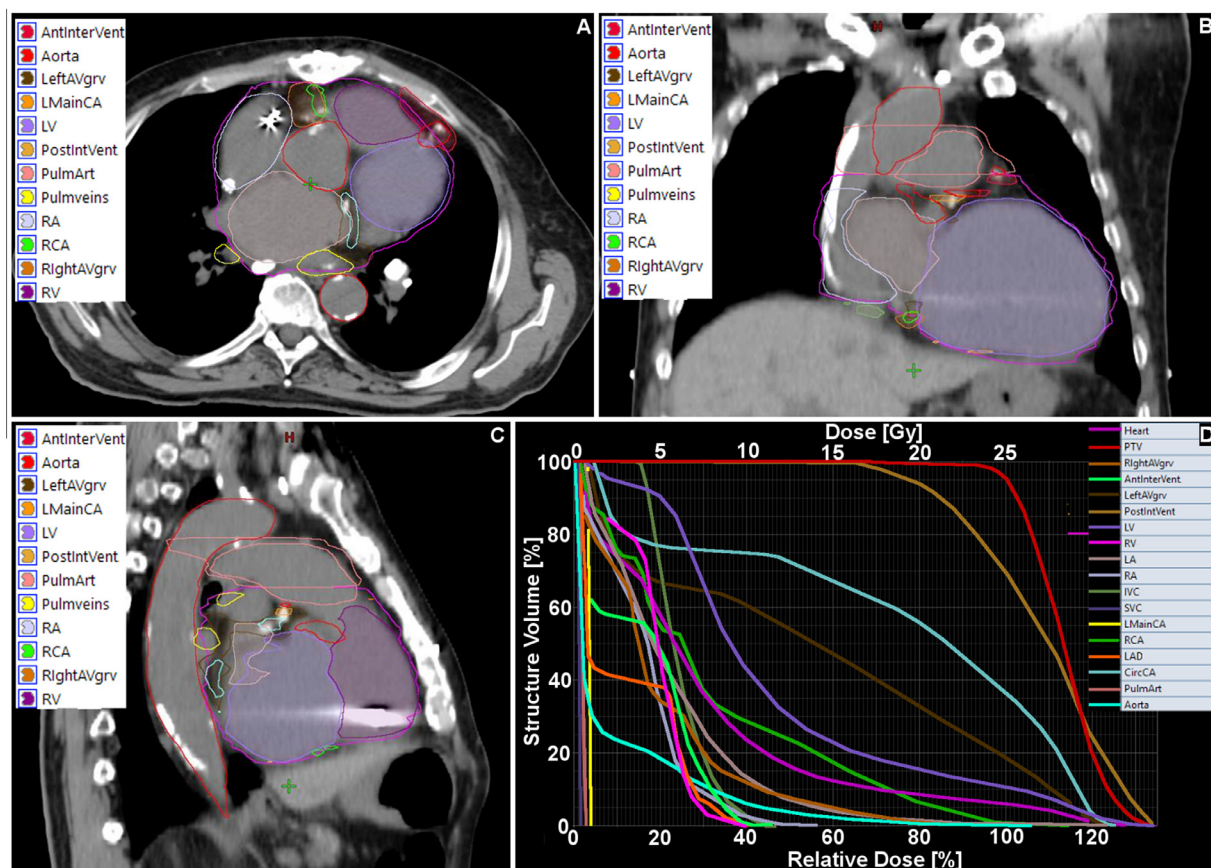 A
AntInterVent
Aorta
LeftAVgrv
LMainCA
LV
PostIntVent
PulmArt
Pulmveins
RA
RCA
RIghtAVgrv
RV
B
H
AntInterVent
Aorta
LeftAVgrv
LMainCA
LV
PostIntVent
PulmArt
Pulmveins
RA
RCA
RIghtAVgrv
RV
C
H
AntInterVent
Aorta
LeftAVgrv
LMainCA
LV
PostIntVent
PulmArt
Pulmveins
RA
RCA
RIghtAVgrv
RV
D
Dose [Gy]
0 5 10 15 20 25
100
80
60
40
20
0
Structure Volume [%]
0 20 40 60 80 100 120
Relative Dose [%]
Heart
PTV
RIghtAVgrv
AntInterVent
LeftAVgrv
PostIntVent
LV
RV
LA
RA
IVC
SVC
LMainCA
RCA
LAD
CircCA
PulmArt
Aorta